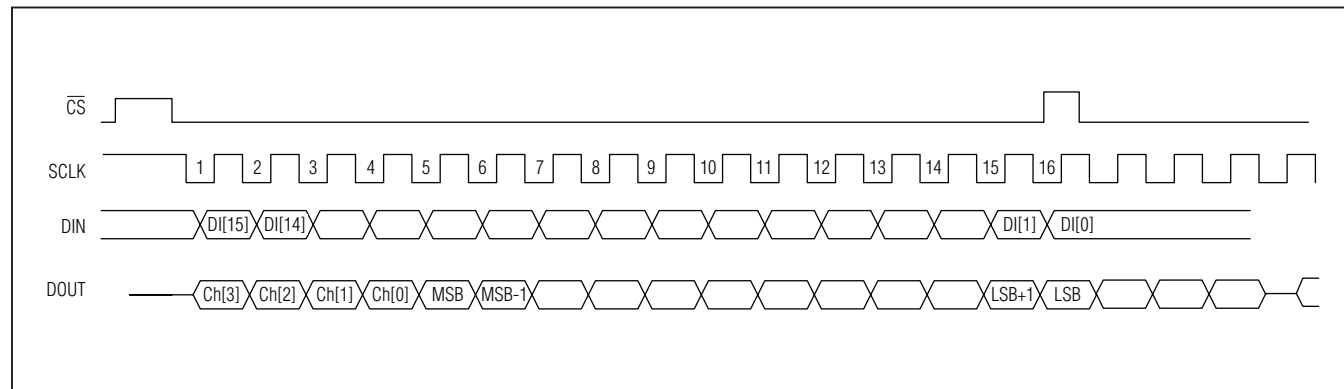 CS
SCLK 1 2 3 4 5 6 7 8 9 10 11 12 13 14 15 16
DIN DI[15] DI[14] DI[1] DI[0]
DOUT Ch[3] Ch[2] Ch[1] Ch[0] MSB MSB-1 LSB+1 LSB